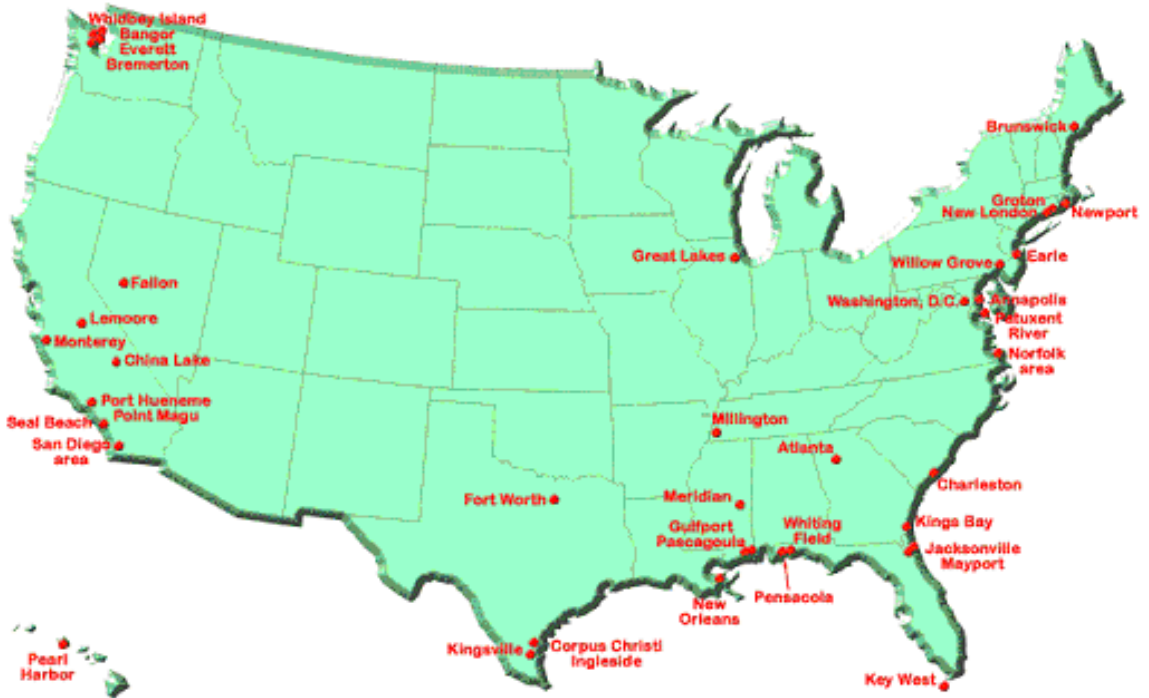 Whidbey Island
Bangor
Everett
Bremerton
Brunswick
Groton
New London
Newport
Great Lakes
Willow Grove
Earle
Fallon
Washington, D.C.
Annapolis
Patuxent
River
Lemoore
Monterey
Norfolk
area
China Lake
Port Hueneme
Point Magu
Seal Beach
San Diego
area
Millington
Atlanta
Charleston
Fort Worth
Meridian
Gulfport
Pascagoula
Whiting
Field
Kings Bay
Jacksonville
Mayport
Pensacola
New
Orleans
Kingsville
Corpus Christi
Ingleside
Pearl
Harbor
Key West